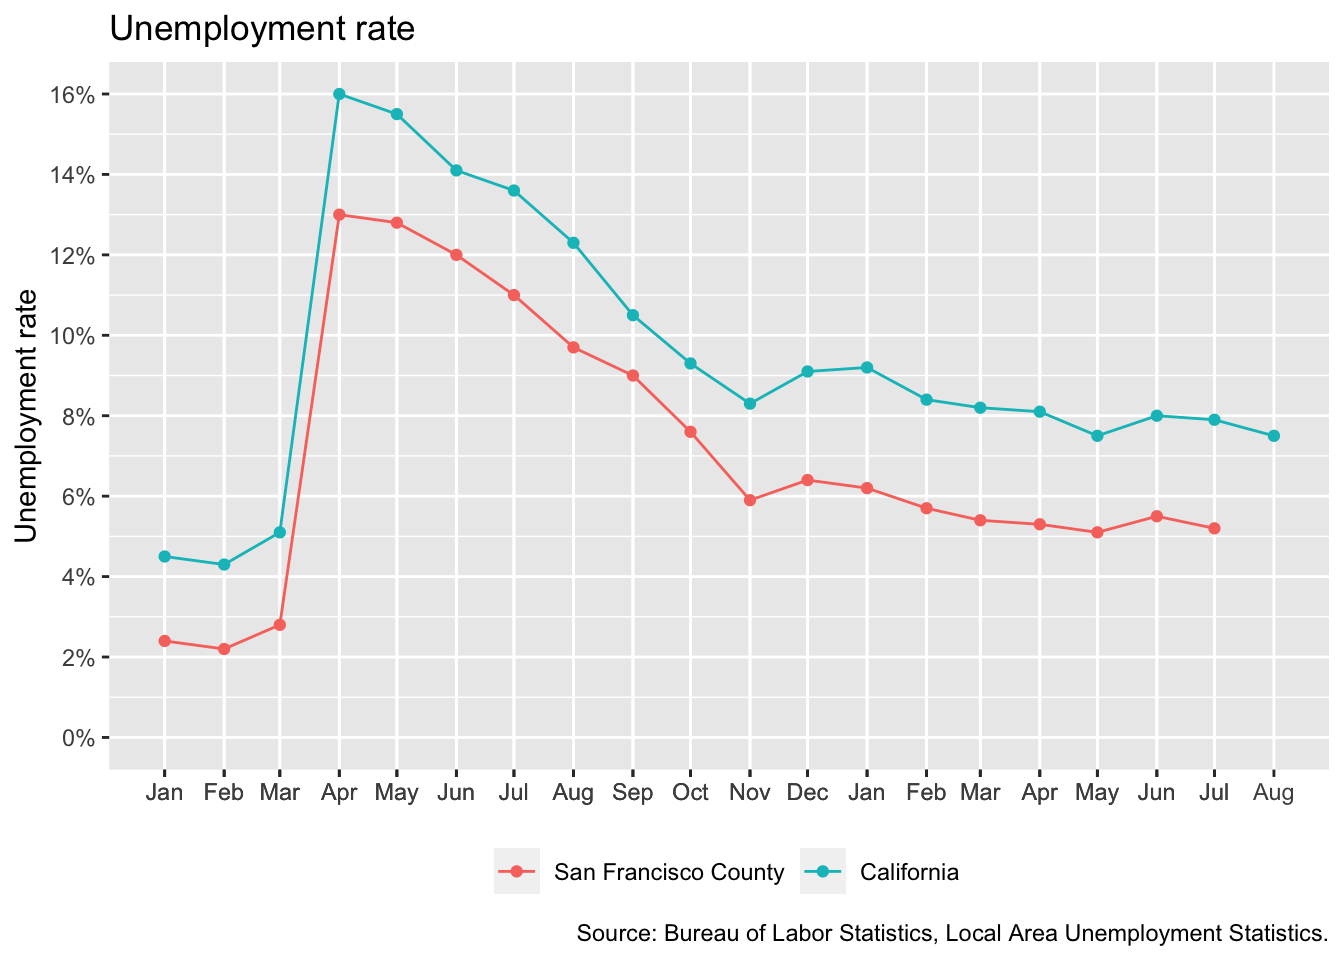 Unemployment rate
Unemployment rate
16%
14%
12%
10%
8%
6%
4%
2%
0%
Jan Feb Mar Apr May Jun Jul Aug Sep Oct Nov Dec Jan Feb Mar Apr May Jun Jul Aug
San Francisco County California
Source: Bureau of Labor Statistics, Local Area Unemployment Statistics.